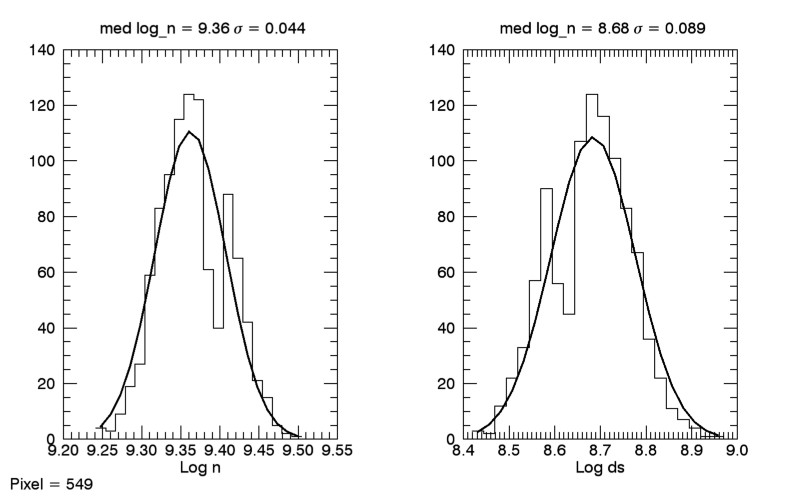 med log_n = 9.36 σ = 0.044
140
120
100
80
60
40
20
0
9.20 9.25 9.30 9.35 9.40 9.45 9.50 9.55
Log n
med log_n = 8.68 σ = 0.089
140
120
100
80
60
40
20
0
8.4 8.5 8.6 8.7 8.8 8.9 9.0
Log ds
Pixel = 549